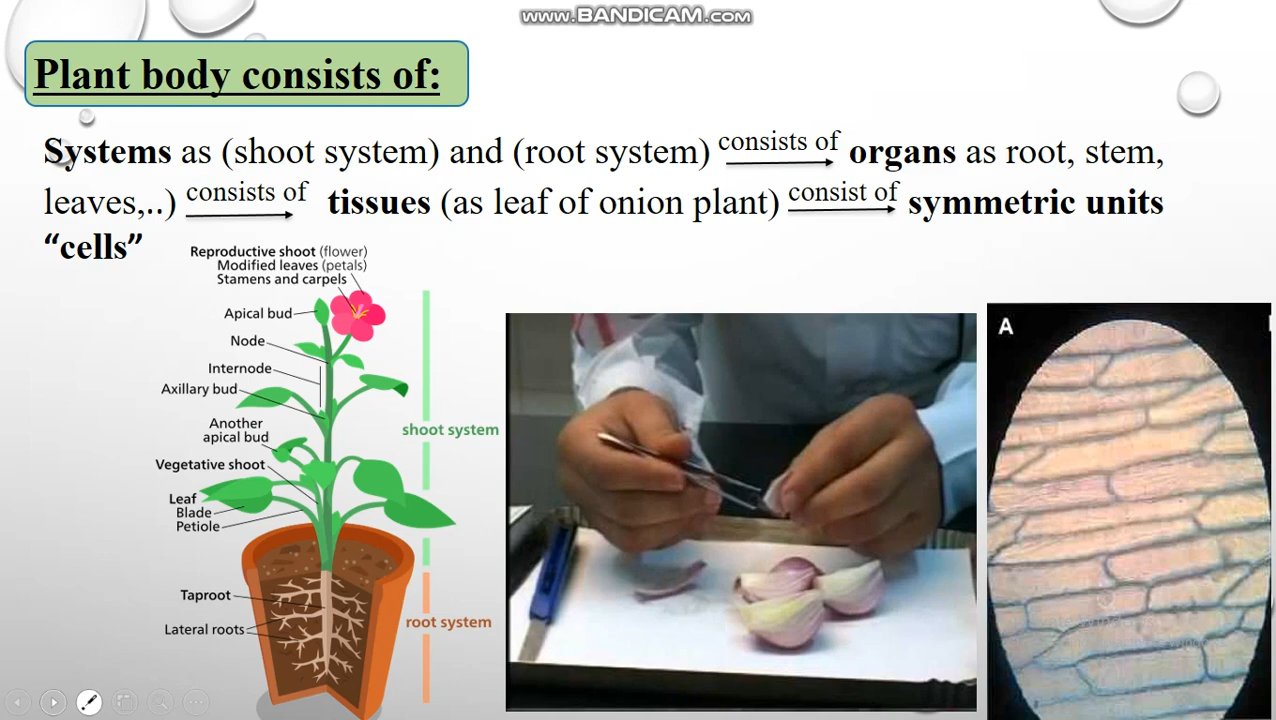 www.BANDICAM.com
Plant body consists of:
Systems as (shoot system) and (root system) consists of organs as root, stem,
leaves,..) consists of tissues (as leaf of onion plant) consist of symmetric units
“cells”
Reproductive shoot (flower)
Modified leaves (petals)
Stamens and carpels
Apical bud
Node
Internode
Axillary bud
Another
apical bud
shoot system
Vegetative shoot
Leaf
Blade
Petiole
Taproot
Lateral roots
root system
A